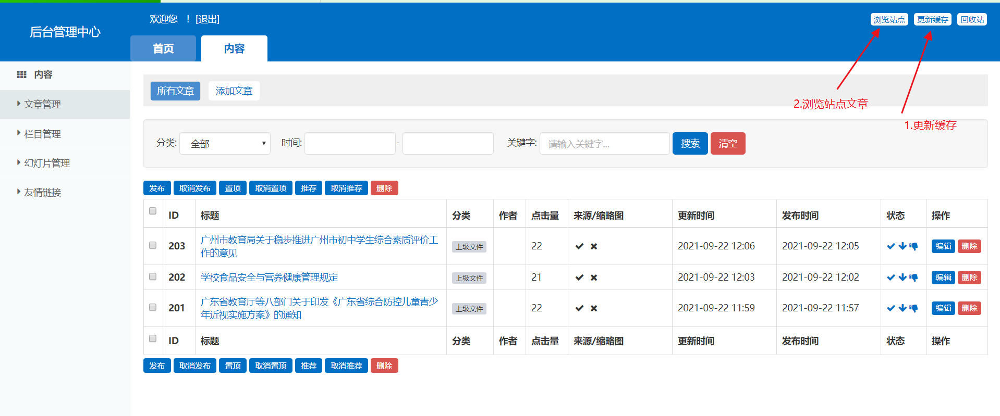 后台管理中心
欢迎您 ！ [退出]
浏览站点 更新缓存 回收站
首页 内容
内容
文章管理
栏目管理
幻灯片管理
友情链接
所有文章 添加文章
2.浏览站点文章
1.更新缓存
分类: 全部 时间: - 关键字: 请输入关键字... 搜索 清空
发布 取消发布 置顶 取消置顶 推荐 取消推荐 删除
ID 标题 分类 作者 点击量 来源/缩略图 更新时间 发布时间 状态 操作
203 广州市教育局关于稳步推进广州市初中学生综合素质评价工
作的意见 上级文件 22 2021-09-22 12:06 2021-09-22 12:05 编辑 删除
202 学校食品安全与营养健康管理规定 上级文件 21 2021-09-22 12:03 2021-09-22 12:02 编辑 删除
201 广东省教育厅等八部门关于印发《广东省综合防控儿童青少
年近视实施方案》的通知 上级文件 22 2021-09-22 11:59 2021-09-22 11:57 编辑 删除
ID 标题 分类 作者 点击量 来源/缩略图 更新时间 发布时间 状态 操作
发布 取消发布 置顶 取消置顶 推荐 取消推荐 删除